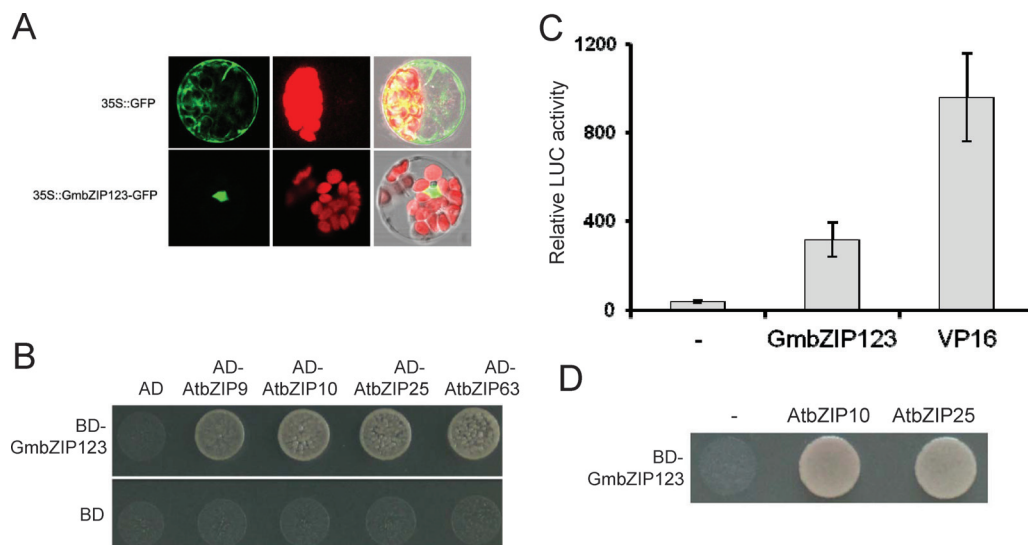 A
35S::GFP
35S::GmbZIP123-GFP
B
AD
AD-
AtbZIP9
AD-
AtbZIP10
AD-
AtbZIP25
AD-
AtbZIP63
BD-
GmbZIP123
BD
C
Relative LUC activity
1200
800
400
0
-
GmbZIP123
VP16
D
-
AtbZIP10
AtbZIP25
BD-
GmbZIP123